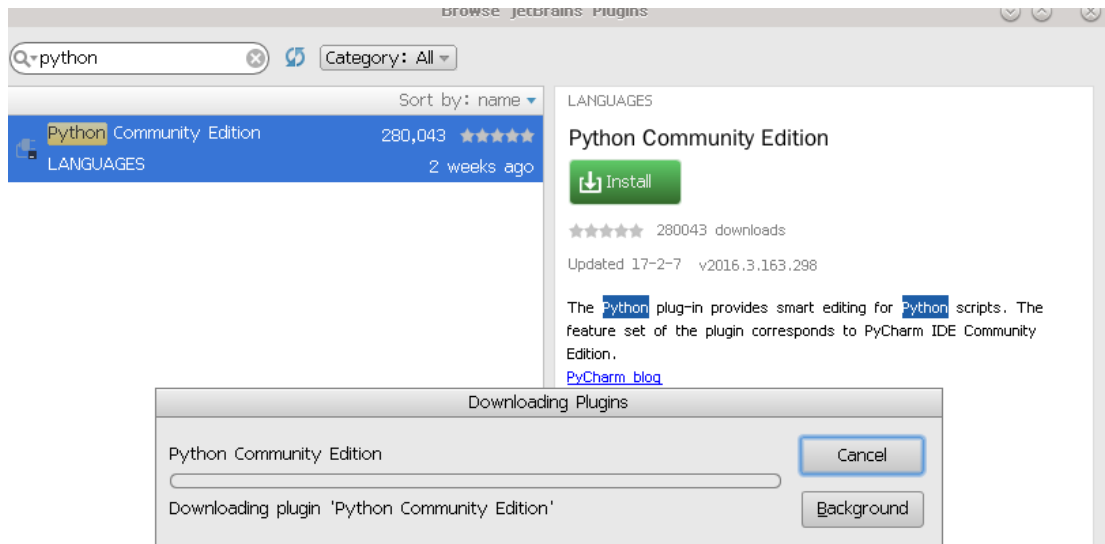 Browse JetBrains Plugins
python
Category: All
Sort by: name
Python Community Edition
280,043
LANGUAGES
2 weeks ago
LANGUAGES
Python Community Edition
Install
280043 downloads
Updated 17-2-7 v2016.3.163.298
The Python plug-in provides smart editing for Python scripts. The
feature set of the plugin corresponds to PyCharm IDE Community
Edition.
PyCharm blog
Downloading Plugins
Python Community Edition
Cancel
Downloading plugin 'Python Community Edition'
Background